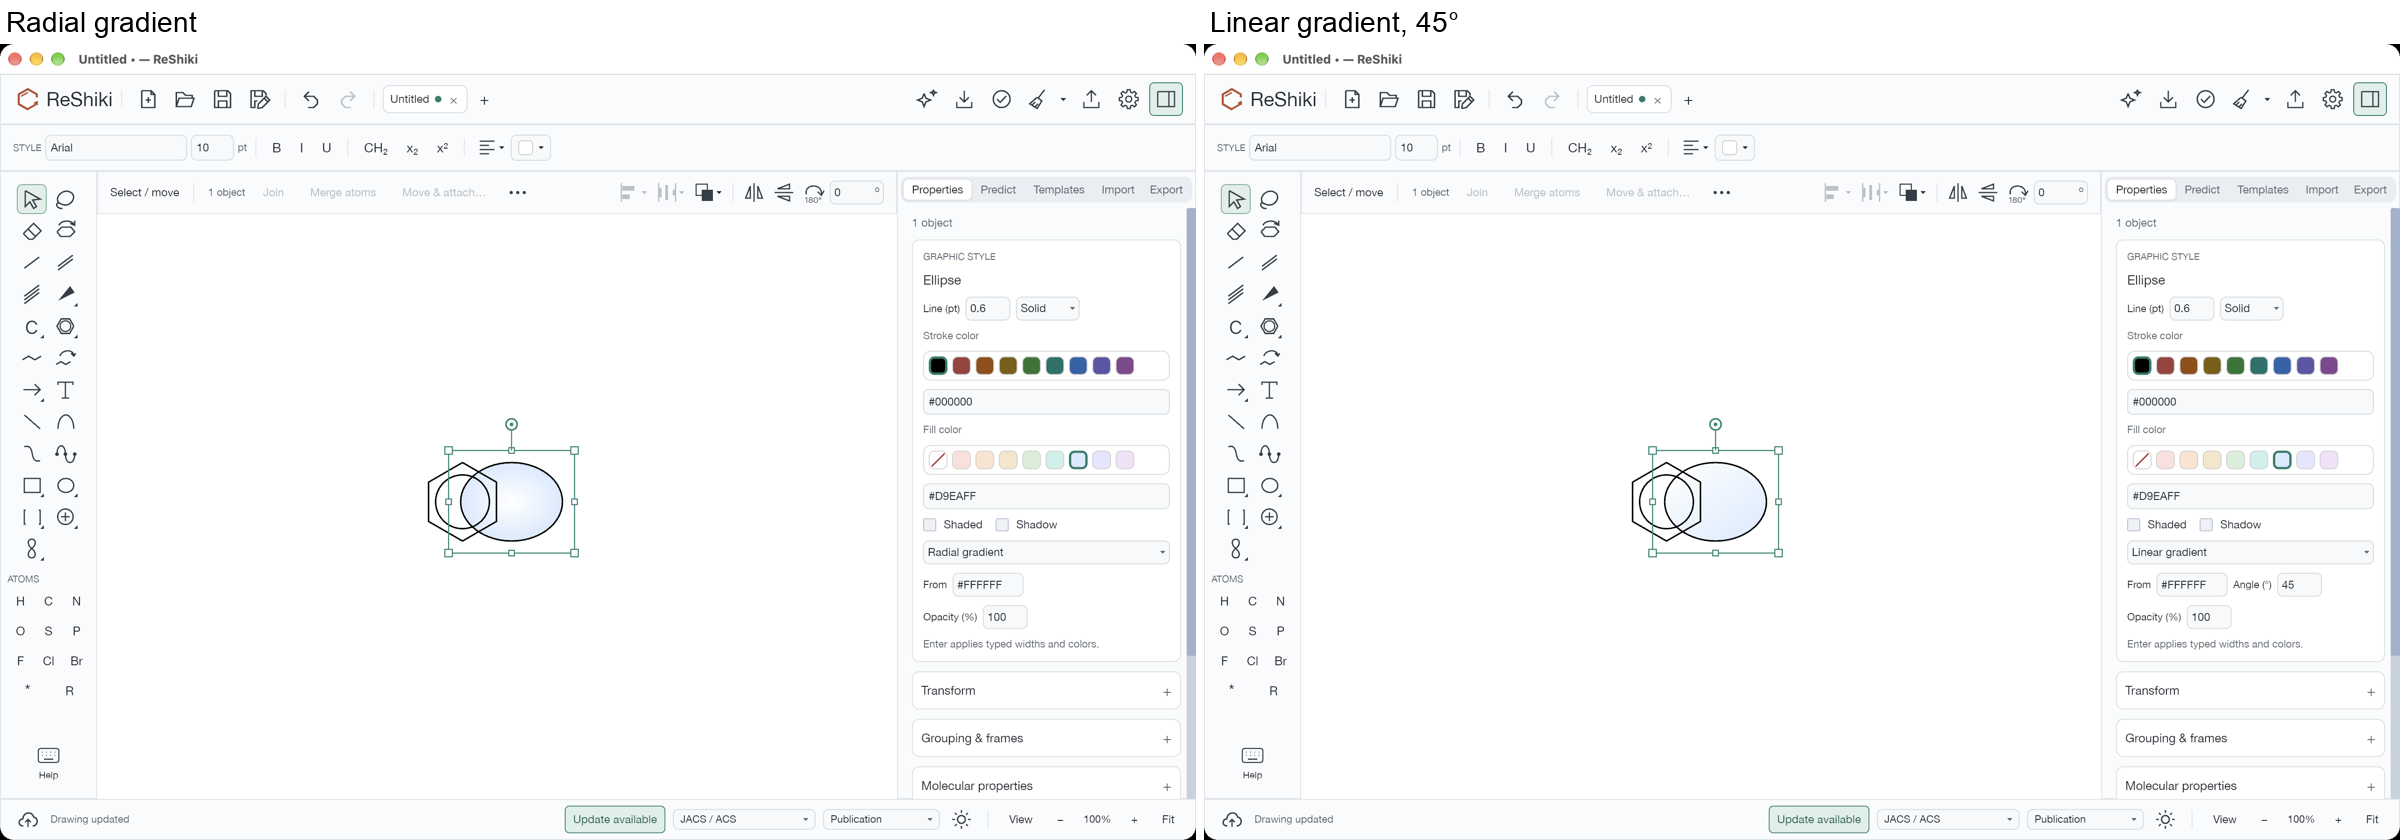 Radial gradient
Untitled • — ReShiki
ReShiki
Untitled
STYLE Arial 10 pt B I U CH₂ x₂ x²
Select / move 1 object Join Merge atoms Move & attach... ••• 180° 0 °
Properties Predict Templates Import Export
1 object
GRAPHIC STYLE
Ellipse
Line (pt) 0.6 Solid
Stroke color
#000000
Fill color
#D9EAFF
Shaded Shadow
Radial gradient
From #FFFFFF
Opacity (%) 100
Enter applies typed widths and colors.
Transform +
Grouping & frames +
Molecular properties +
C
T
[ ]
ATOMS
H C N
O S P
F Cl Br
* R
Help
Drawing updated Update available JACS / ACS Publication View − 100% + Fit
Linear gradient, 45°
Untitled • — ReShiki
ReShiki
Untitled
STYLE Arial 10 pt B I U CH₂ x₂ x²
Select / move 1 object Join Merge atoms Move & attach... ••• 180° 0 °
Properties Predict Templates Import Export
1 object
GRAPHIC STYLE
Ellipse
Line (pt) 0.6 Solid
Stroke color
#000000
Fill color
#D9EAFF
Shaded Shadow
Linear gradient
From #FFFFFF Angle (°) 45
Opacity (%) 100
Enter applies typed widths and colors.
Transform +
Grouping & frames +
Molecular properties +
C
T
[ ]
ATOMS
H C N
O S P
F Cl Br
* R
Help
Drawing updated Update available JACS / ACS Publication View − 100% + Fit